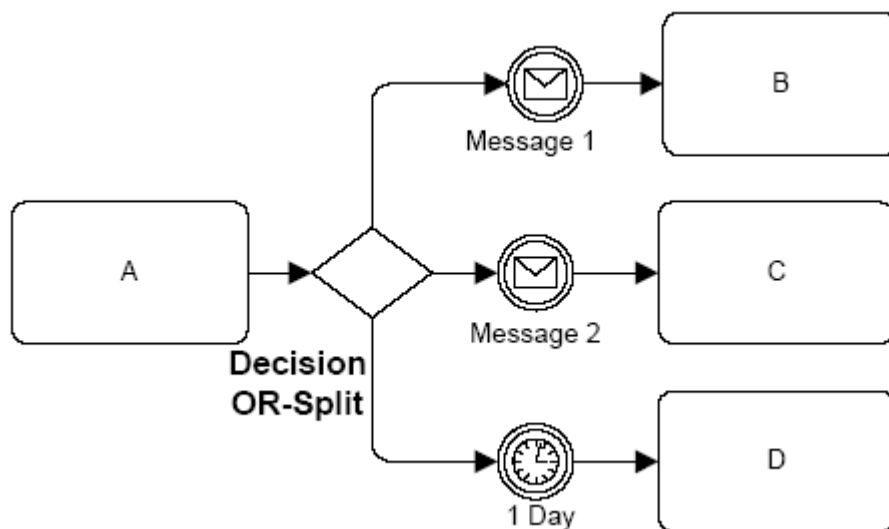 B
Message 1
A
C
Message 2
Decision
OR-Split
D
1 Day